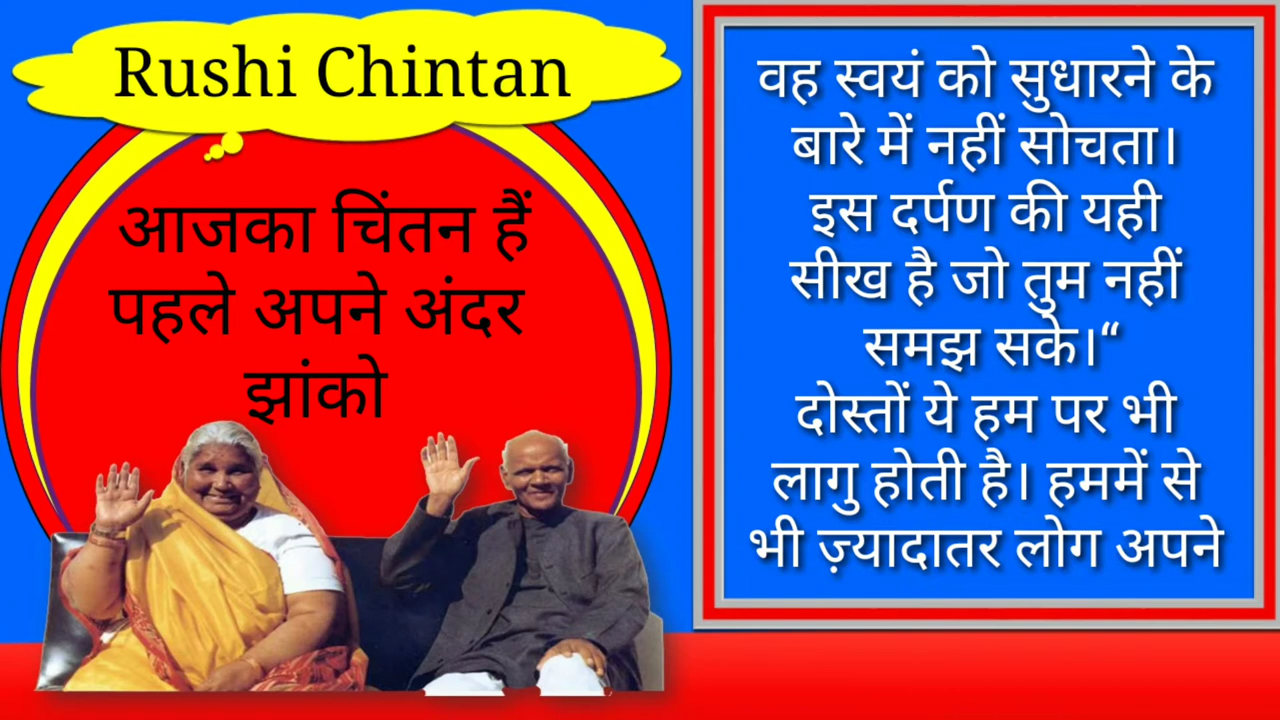 Rushi Chintan
आजका चिंतन हैं
पहले अपने अंदर
झांको
वह स्वयं को सुधारने के
बारे में नहीं सोचता।
इस दर्पण की यही
सीख है जो तुम नहीं
समझ सके।“
दोस्तों ये हम पर भी
लागु होती है। हममें से
भी ज़्यादातर लोग अपने